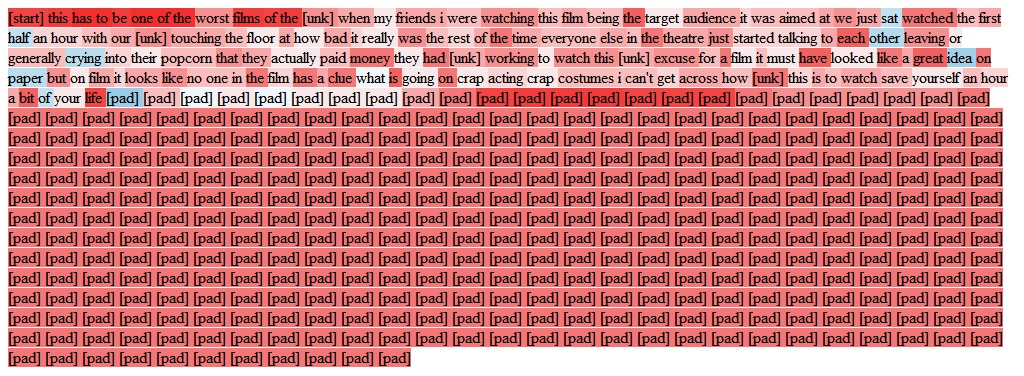 [start] this has to be one of the worst films of the [unk] when my friends i were watching this film being the target audience it was aimed at we just sat watched the first
half an hour with our [unk] touching the floor at how bad it really was the rest of the time everyone else in the theatre just started talking to each other leaving or
generally crying into their popcorn that they actually paid money they had [unk] working to watch this [unk] excuse for a film it must have looked like a great idea on
paper but on film it looks like no one in the film has a clue what is going on crap acting crap costumes i can't get across how [unk] this is to watch save yourself an hour
a bit of your life [pad] [pad] [pad] [pad] [pad] [pad] [pad] [pad] [pad] [pad] [pad] [pad] [pad] [pad] [pad] [pad] [pad] [pad] [pad] [pad] [pad] [pad] [pad] [pad]
[pad] [pad] [pad] [pad] [pad] [pad] [pad] [pad] [pad] [pad] [pad] [pad] [pad] [pad] [pad] [pad] [pad] [pad] [pad] [pad] [pad] [pad] [pad] [pad] [pad] [pad] [pad]
[pad] [pad] [pad] [pad] [pad] [pad] [pad] [pad] [pad] [pad] [pad] [pad] [pad] [pad] [pad] [pad] [pad] [pad] [pad] [pad] [pad] [pad] [pad] [pad] [pad] [pad] [pad]
[pad] [pad] [pad] [pad] [pad] [pad] [pad] [pad] [pad] [pad] [pad] [pad] [pad] [pad] [pad] [pad] [pad] [pad] [pad] [pad] [pad] [pad] [pad] [pad] [pad] [pad] [pad]
[pad] [pad] [pad] [pad] [pad] [pad] [pad] [pad] [pad] [pad] [pad] [pad] [pad] [pad] [pad] [pad] [pad] [pad] [pad] [pad] [pad] [pad] [pad] [pad] [pad] [pad] [pad]
[pad] [pad] [pad] [pad] [pad] [pad] [pad] [pad] [pad] [pad] [pad] [pad] [pad] [pad] [pad] [pad] [pad] [pad] [pad] [pad] [pad] [pad] [pad] [pad] [pad] [pad] [pad]
[pad] [pad] [pad] [pad] [pad] [pad] [pad] [pad] [pad] [pad] [pad] [pad] [pad] [pad] [pad] [pad] [pad] [pad] [pad] [pad] [pad] [pad] [pad] [pad] [pad] [pad] [pad]
[pad] [pad] [pad] [pad] [pad] [pad] [pad] [pad] [pad] [pad] [pad] [pad] [pad] [pad] [pad] [pad] [pad] [pad] [pad] [pad] [pad] [pad] [pad] [pad] [pad] [pad] [pad]
[pad] [pad] [pad] [pad] [pad] [pad] [pad] [pad] [pad] [pad] [pad] [pad] [pad] [pad] [pad] [pad] [pad] [pad] [pad] [pad] [pad] [pad] [pad] [pad] [pad] [pad] [pad]
[pad] [pad] [pad] [pad] [pad] [pad] [pad] [pad] [pad] [pad] [pad] [pad] [pad] [pad] [pad] [pad] [pad] [pad] [pad] [pad] [pad] [pad] [pad] [pad] [pad] [pad] [pad]
[pad] [pad] [pad] [pad] [pad] [pad] [pad] [pad] [pad] [pad] [pad] [pad] [pad] [pad] [pad] [pad] [pad] [pad] [pad] [pad] [pad] [pad] [pad] [pad] [pad] [pad] [pad]
[pad] [pad] [pad] [pad] [pad] [pad] [pad] [pad] [pad] [pad] [pad] [pad] [pad] [pad] [pad] [pad] [pad] [pad] [pad] [pad] [pad] [pad] [pad] [pad] [pad] [pad] [pad]
[pad] [pad] [pad] [pad] [pad] [pad] [pad] [pad] [pad] [pad] [pad] [pad] [pad] [pad] [pad] [pad] [pad] [pad] [pad] [pad] [pad] [pad] [pad] [pad] [pad] [pad] [pad]
[pad] [pad] [pad] [pad] [pad] [pad] [pad] [pad] [pad] [pad] [pad]